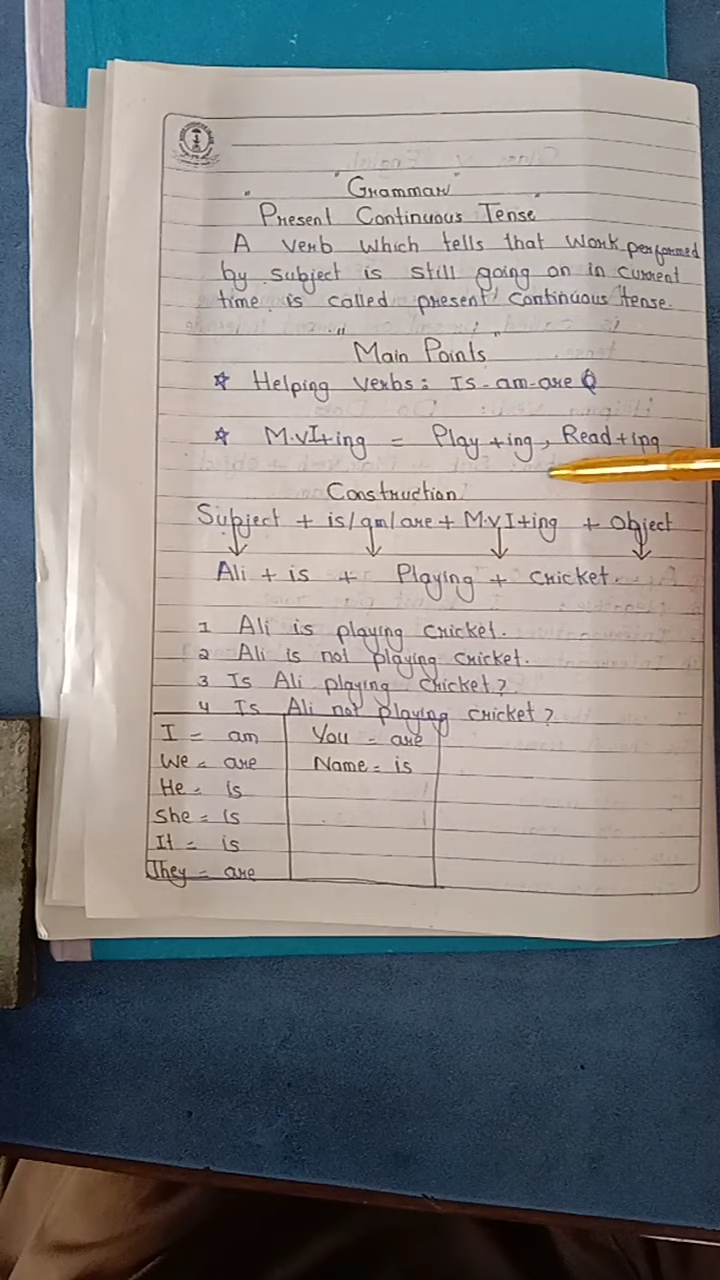 "Grammar"
"Present Continuous Tense"
A verb which tells that work performed
by subject is still going on in current
time is called present continuous tense.
"Main Points"
☆ Helping verbs: Is-am-are
☆ M.vI+ing = Play+ing, Read+ing
Construction
Subject + is/am/are + M.vI+ing + Object
↓ ↓ ↓ ↓
Ali + is + Playing + cricket.
1 Ali is playing cricket.
2 Ali is not playing cricket.
3 Is Ali playing cricket?
4 Is Ali not playing cricket?
I = am You = are
We = are Name = is
He = is
She = is
It = is
They = are